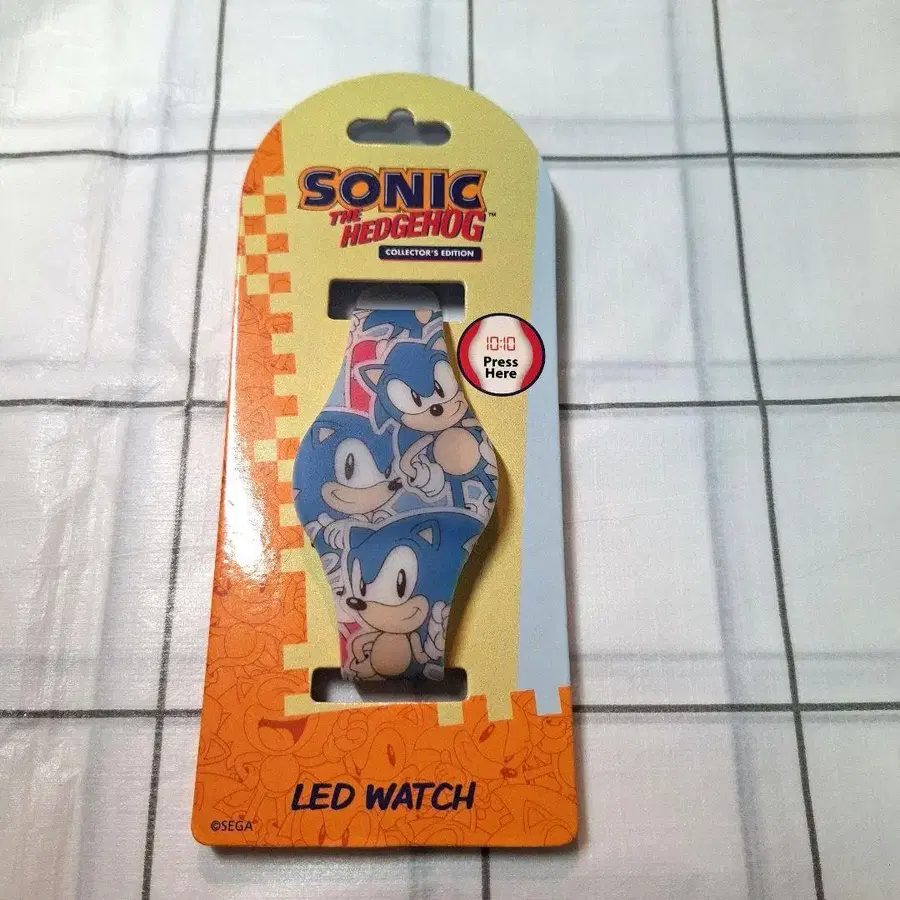 SONIC
THE
HEDGEHOG™
COLLECTOR'S EDITION
10:10
Press
Here
LED WATCH
©SEGA